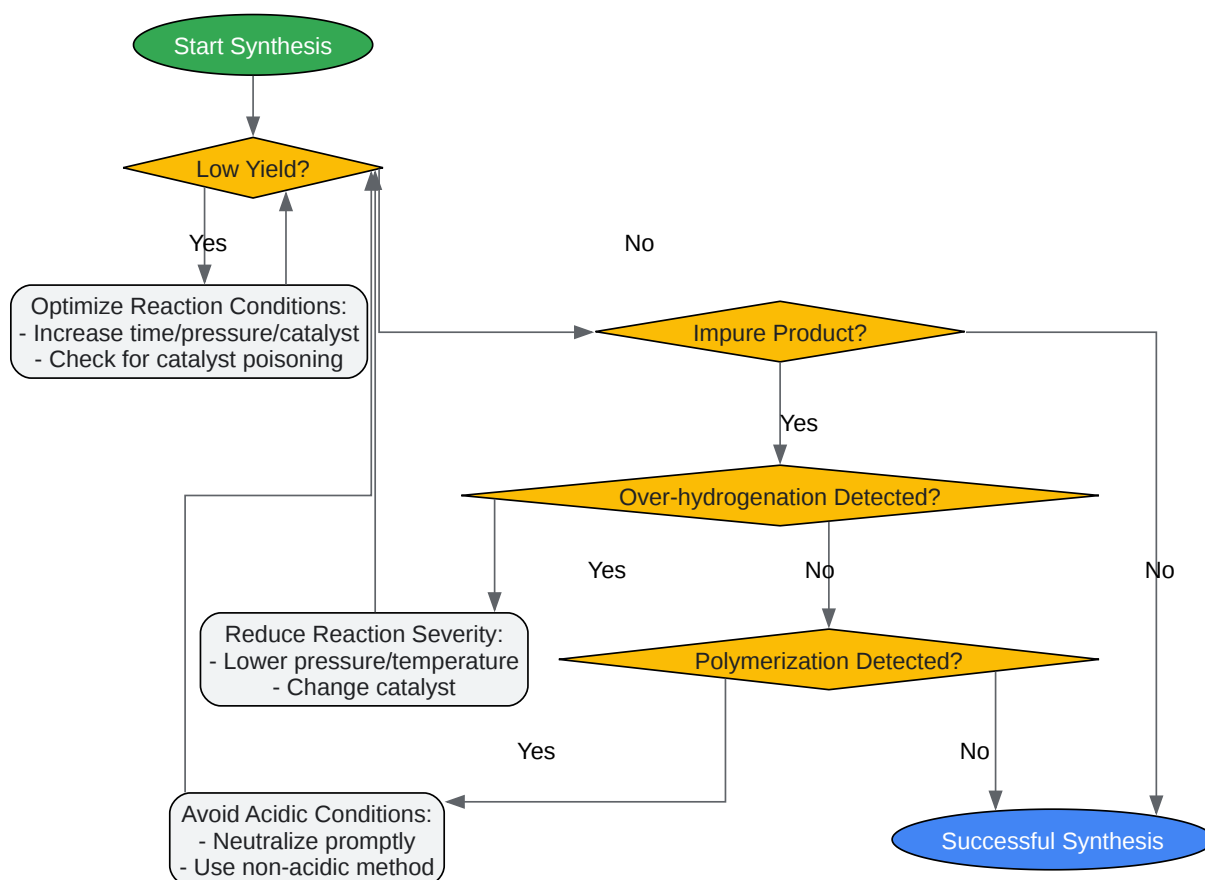 Start Synthesis
Low Yield?
Yes
No
Optimize Reaction Conditions:
- Increase time/pressure/catalyst
- Check for catalyst poisoning
Impure Product?
Yes
Over-hydrogenation Detected?
Yes
No
No
Reduce Reaction Severity:
- Lower pressure/temperature
- Change catalyst
Polymerization Detected?
Yes
No
Avoid Acidic Conditions:
- Neutralize promptly
- Use non-acidic method
Successful Synthesis